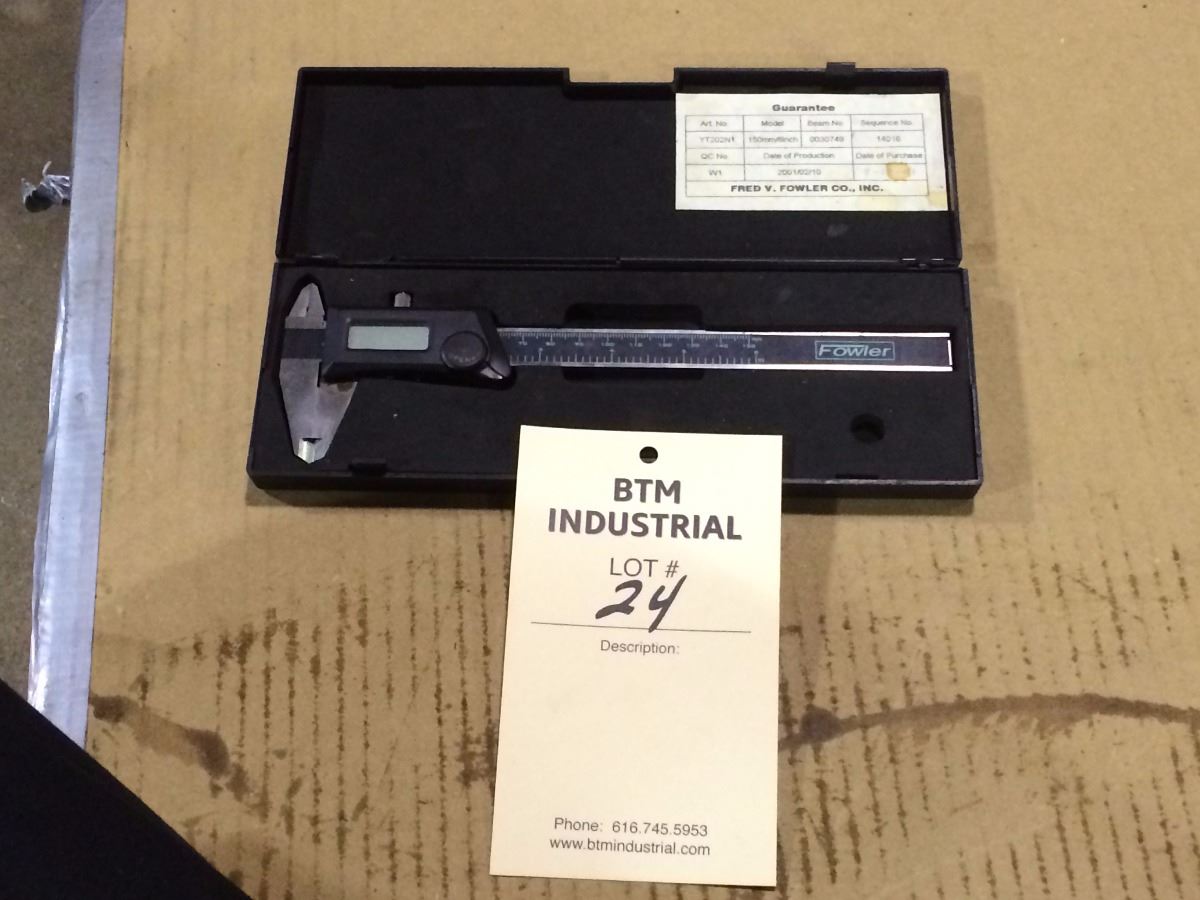 Guarantee
Art. No. Model Beam No. Sequence No.
YT202N1 150mm/6inch 0030749 14016
QC No. Date of Production Date of Purchase
W1 2001/02/10
FRED V. FOWLER CO., INC.
Fowler
BTM
INDUSTRIAL
LOT #
24
Description:
Phone: 616.745.5953
www.btmindustrial.com